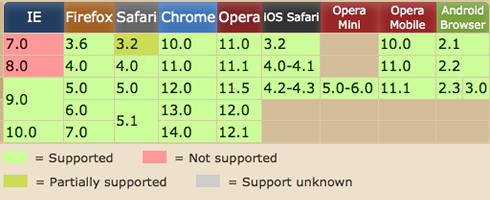 IE Firefox Safari Chrome Opera iOS Safari Opera Mini Opera Mobile Android Browser
7.0 3.6 3.2 10.0 11.0 3.2 10.0 2.1
8.0 4.0 4.0 11.0 11.1 4.0-4.1 11.0 2.2
9.0 5.0 5.0 12.0 11.5 4.2-4.3 5.0-6.0 11.1 2.3 3.0
6.0 5.1 13.0 12.0
10.0 7.0 14.0 12.1
= Supported = Not supported
= Partially supported = Support unknown